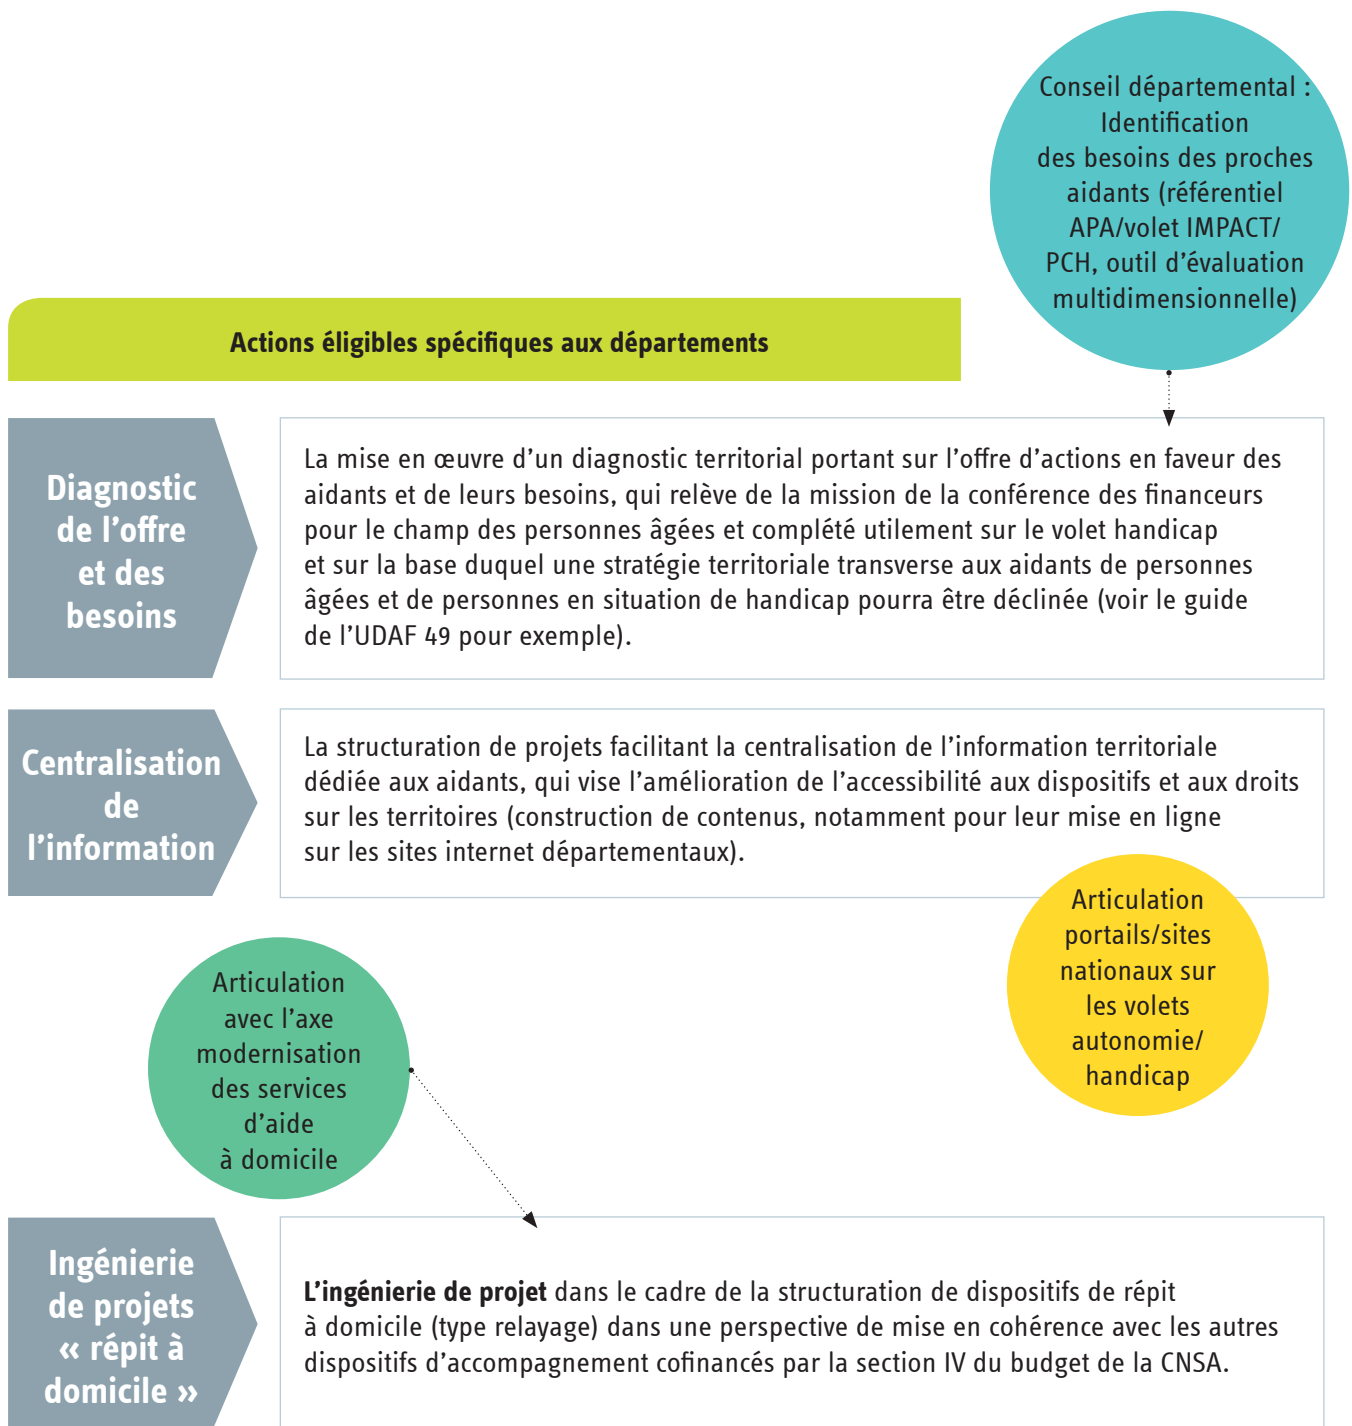 Conseil départemental :
Identification
des besoins des proches
aidants (référentiel
APA/volet IMPACT/
PCH, outil d’évaluation
multidimensionnelle)
Actions éligibles spécifiques aux départements
Diagnostic
de l’offre
et des
besoins
La mise en œuvre d’un diagnostic territorial portant sur l’offre d’actions en faveur des
aidants et de leurs besoins, qui relève de la mission de la conférence des financeurs
pour le champ des personnes âgées et complété utilement sur le volet handicap
et sur la base duquel une stratégie territoriale transverse aux aidants de personnes
âgées et de personnes en situation de handicap pourra être déclinée (voir le guide
de l’UDAF 49 pour exemple).
Centralisation
de
l’information
La structuration de projets facilitant la centralisation de l’information territoriale
dédiée aux aidants, qui vise l’amélioration de l’accessibilité aux dispositifs et aux droits
sur les territoires (construction de contenus, notamment pour leur mise en ligne
sur les sites internet départementaux).
Articulation
portails/sites
nationaux sur
les volets
autonomie/
handicap
Articulation
avec l’axe
modernisation
des services
d’aide
à domicile
Ingénierie
de projets
« répit à
domicile »
L’ingénierie de projet dans le cadre de la structuration de dispositifs de répit
à domicile (type relayage) dans une perspective de mise en cohérence avec les autres
dispositifs d’accompagnement cofinancés par la section IV du budget de la CNSA.